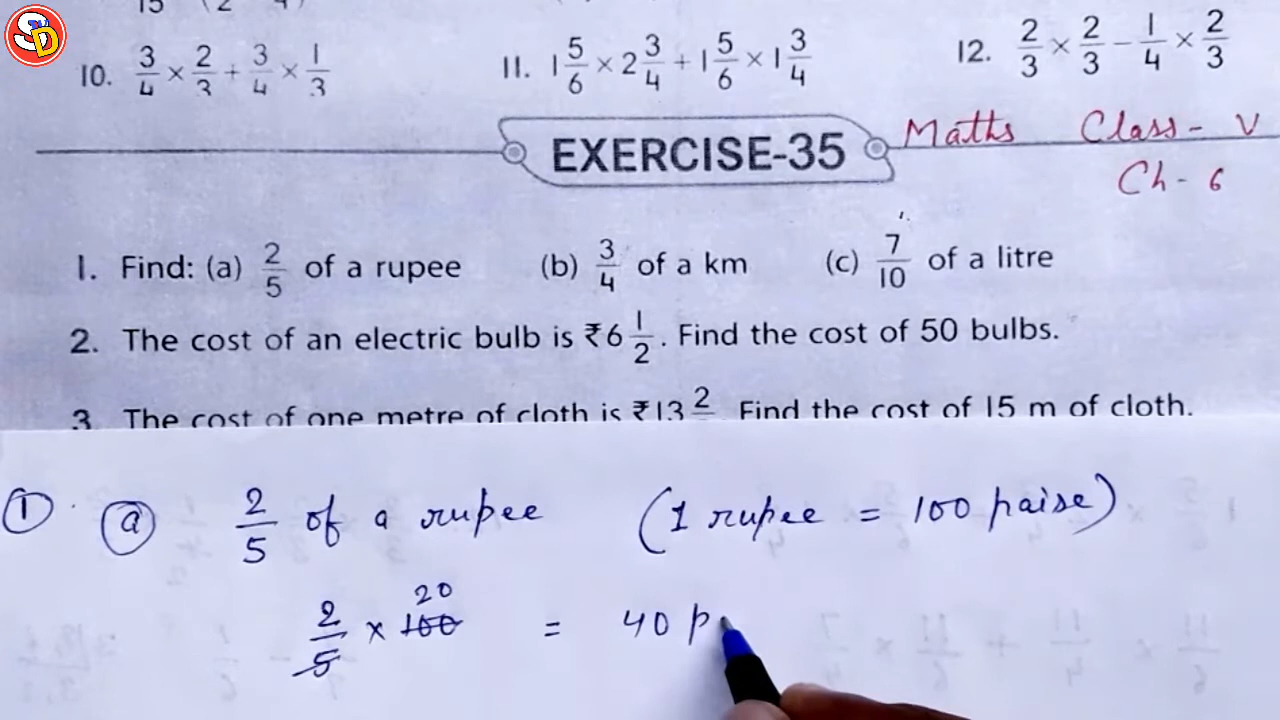 SD
15 (2 4)
10. 3/4 × 2/3 + 3/4 × 1/3 11. 1 5/6 × 2 3/4 + 1 5/6 × 1 3/4 12. 2/3 × 2/3 − 1/4 × 2/3
EXERCISE-35 Maths Class - V
Ch - 6
1. Find: (a) 2/5 of a rupee (b) 3/4 of a km (c) 7/10 of a litre
2. The cost of an electric bulb is ₹6 1/2. Find the cost of 50 bulbs.
3 The cost of one metre of cloth is ₹13 2 Find the cost of 15 m of cloth.
① ⓐ 2/5 of a rupee (1 rupee = 100 paise)
20
2/5 × 100 = 40 p